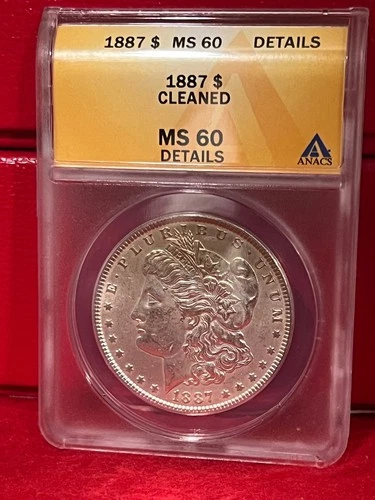 1887 $ MS 60 DETAILS
1887 $
CLEANED
MS 60
DETAILS
ANACS
E·PLURIBUS·UNUM
1887